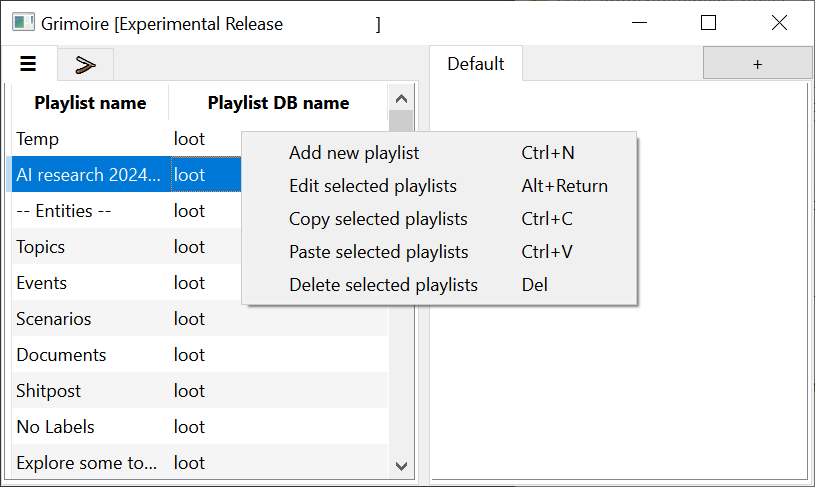 Grimoire [Experimental Release ]
Default +
Playlist name Playlist DB name
Temp loot
AI research 2024... loot
-- Entities -- loot
Topics loot
Events loot
Scenarios loot
Documents loot
Shitpost loot
No Labels loot
Explore some to... loot
Add new playlist Ctrl+N
Edit selected playlists Alt+Return
Copy selected playlists Ctrl+C
Paste selected playlists Ctrl+V
Delete selected playlists Del